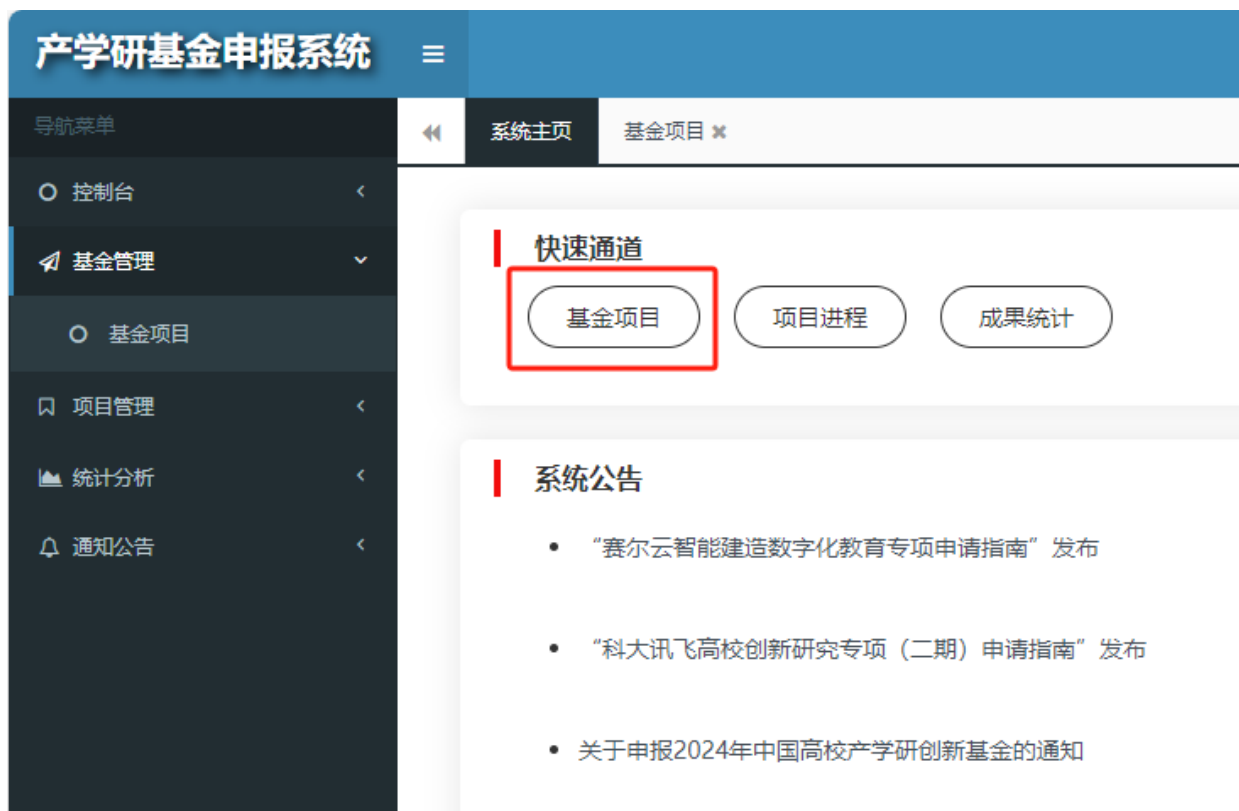 产学研基金申报系统
导航菜单
系统主页 基金项目
控制台
基金管理
基金项目
项目管理
统计分析
通知公告
快速通道
基金项目 项目进程 成果统计
系统公告
“赛尔云智能建造数字化教育专项申请指南”发布
“科大讯飞高校创新研究专项（二期）申请指南”发布
关于申报2024年中国高校产学研创新基金的通知